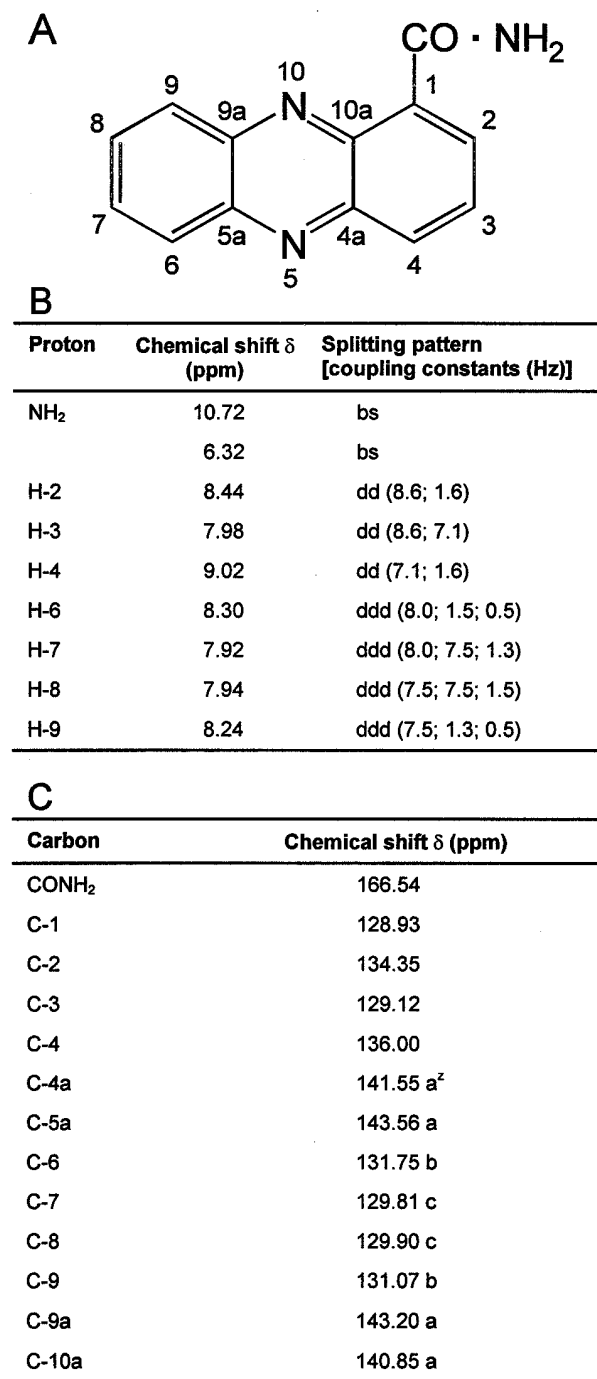 A
CO · NH2
9 10 1
8 9a N 10a 2
7 5a N 4a 3
6 5 4
B
Proton Chemical shift δ (ppm) Splitting pattern [coupling constants (Hz)]
NH2 10.72 bs
6.32 bs
H-2 8.44 dd (8.6; 1.6)
H-3 7.98 dd (8.6; 7.1)
H-4 9.02 dd (7.1; 1.6)
H-6 8.30 ddd (8.0; 1.5; 0.5)
H-7 7.92 ddd (8.0; 7.5; 1.3)
H-8 7.94 ddd (7.5; 7.5; 1.5)
H-9 8.24 ddd (7.5; 1.3; 0.5)
C
Carbon Chemical shift δ (ppm)
CONH2 166.54
C-1 128.93
C-2 134.35
C-3 129.12
C-4 136.00
C-4a 141.55 a^z
C-5a 143.56 a
C-6 131.75 b
C-7 129.81 c
C-8 129.90 c
C-9 131.07 b
C-9a 143.20 a
C-10a 140.85 a